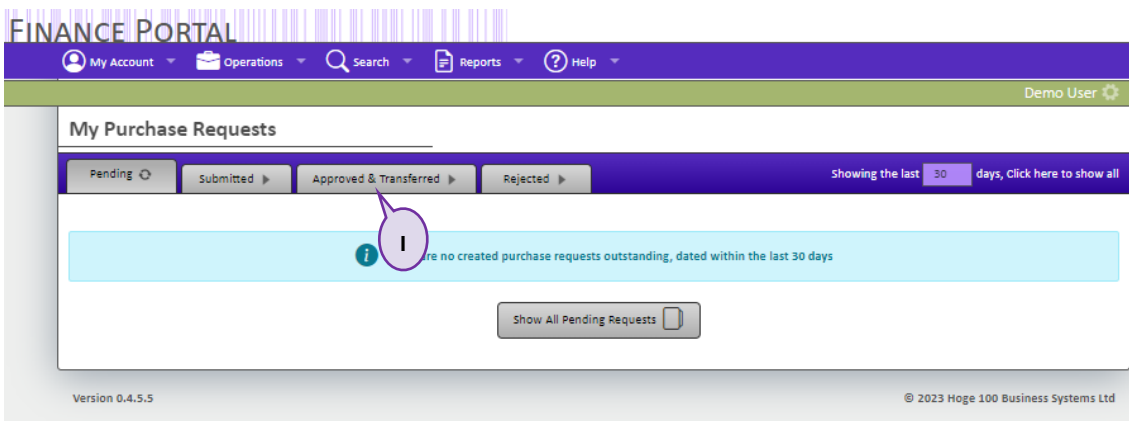 FINANCE PORTAL
My Account Operations Search Reports Help
Demo User
My Purchase Requests
Pending Submitted Approved & Transferred Rejected Showing the last 30 days, Click here to show all
I
re no created purchase requests outstanding, dated within the last 30 days
Show All Pending Requests
Version 0.4.5.5 © 2023 Hoge 100 Business Systems Ltd